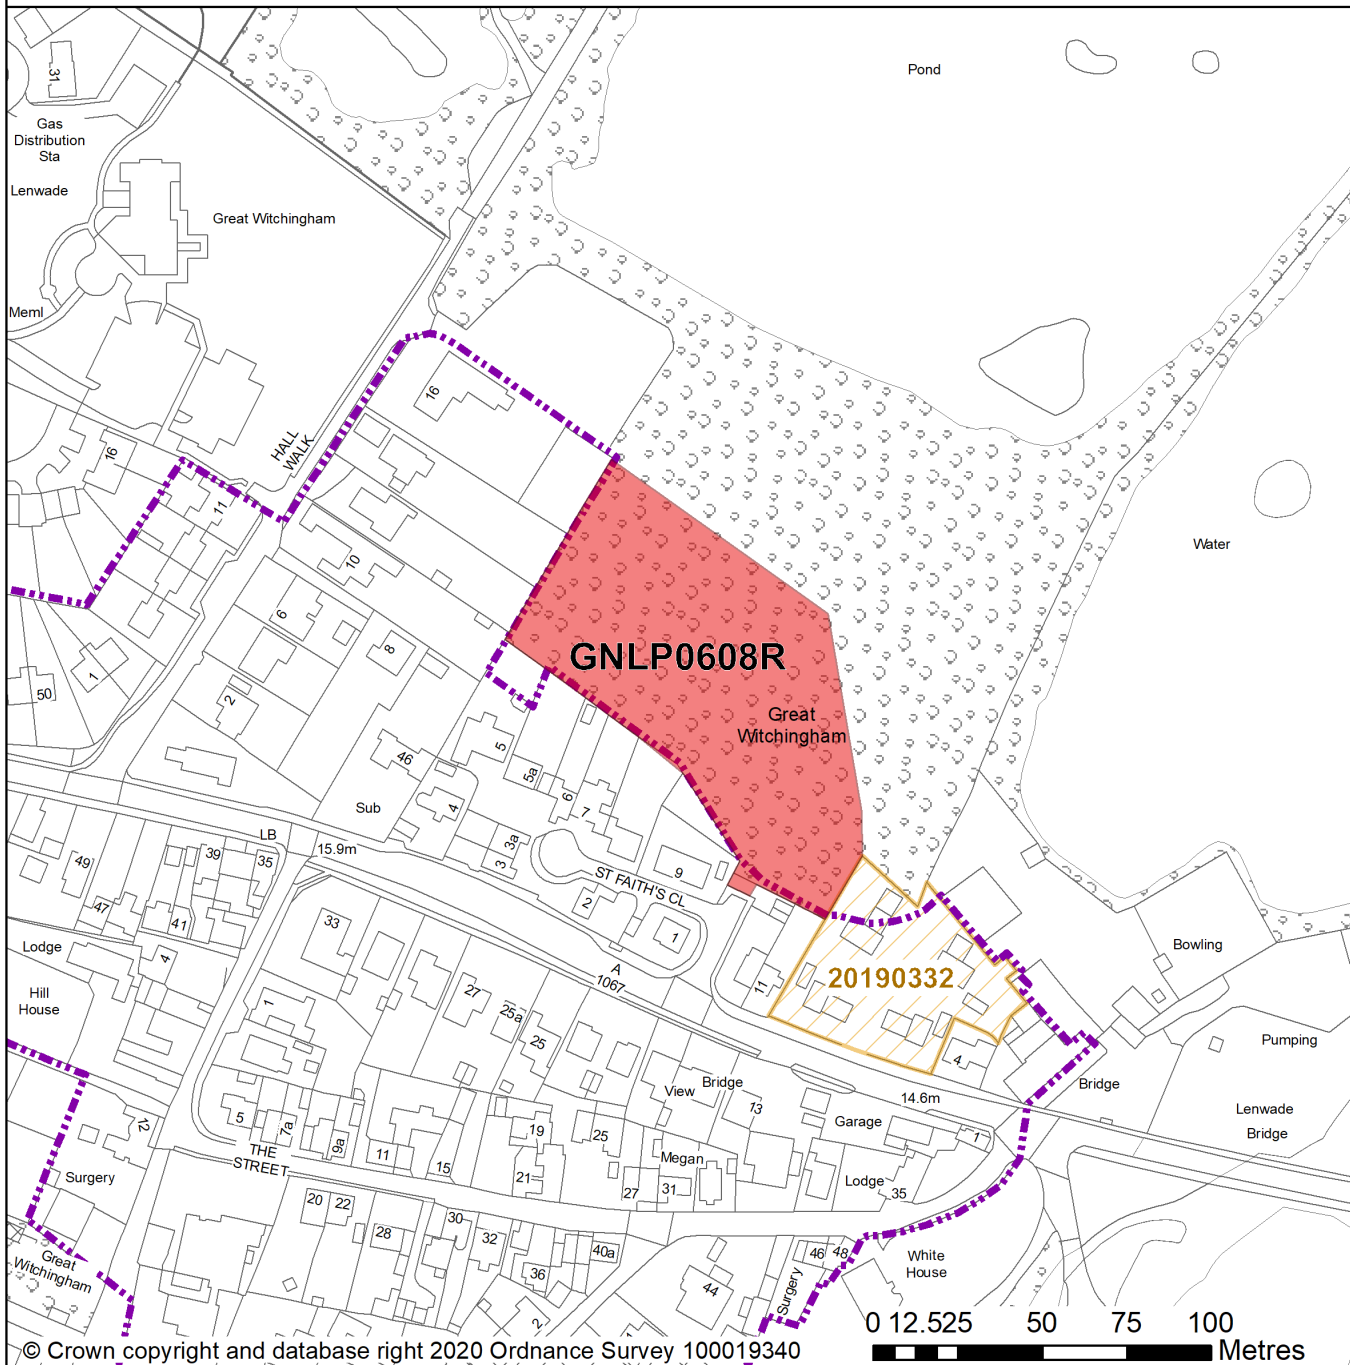 Pond
31
Gas
Distribution
Sta
Lenwade
Great Witchingham
Meml
16
HALL
WALK
16
11
10
6
8
2
50
1
GNLP0608R
Great
Witchingham
Water
5
5a
6
7
46
4
Sub
3
3a
9
ST FAITH'S CL
2
1
LB
15.9m
39
35
49
47
41
Lodge
4
33
A
1067
11
20190332
4
Bowling
Hill
House
1
27
25a
25
Pumping
View
Bridge
13
14.6m
Bridge
Garage
1
Lenwade
Bridge
12
5
7a
9a
THE
STREET
11
15
19
21
25
Megan
27
31
Lodge
35
Surgery
20
22
28
30
32
36
40a
2
1
44
46
48
Surgery
White
House
Great
Witchingham
0 12.525 50 75 100
Metres
© Crown copyright and database right 2020 Ordnance Survey 100019340